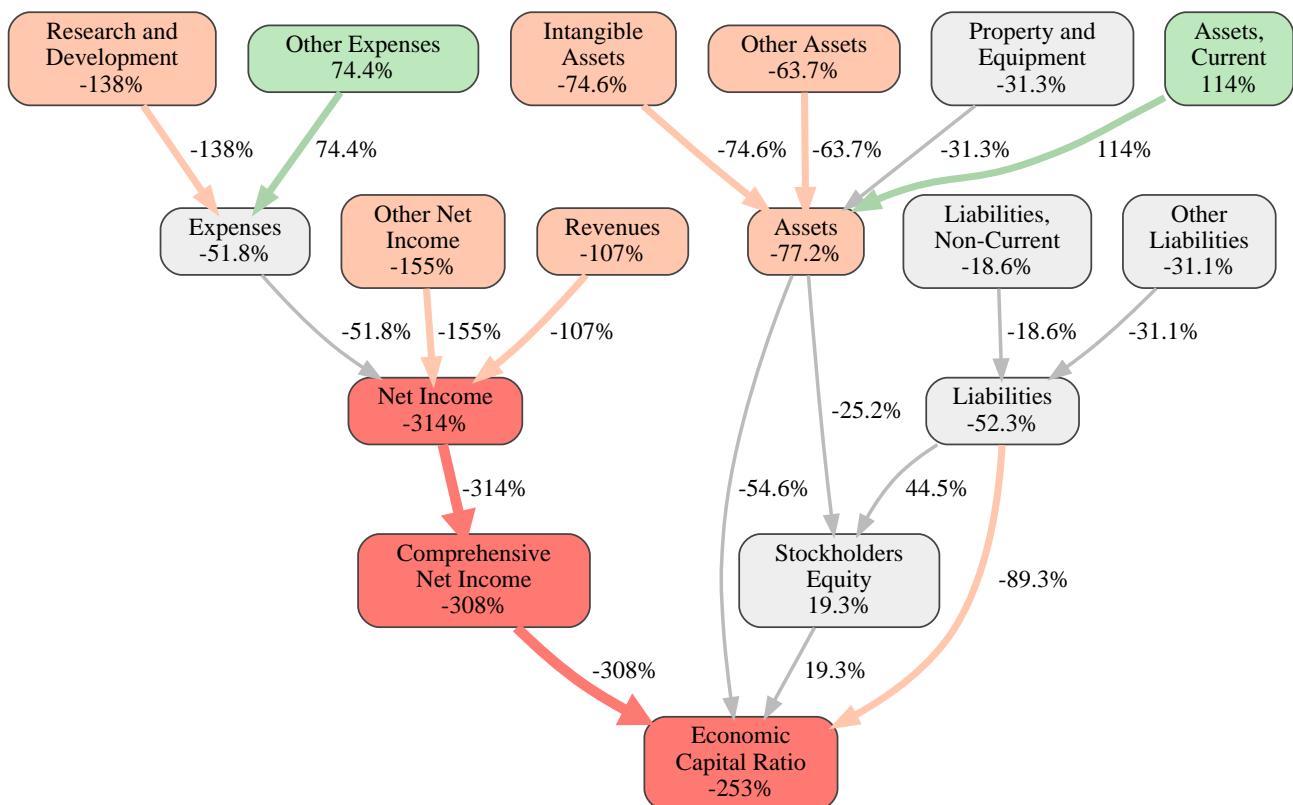 Research and
Development
-138%
Other Expenses
74.4%
Intangible
Assets
-74.6%
Other Assets
-63.7%
Property and
Equipment
-31.3%
Assets,
Current
114%
-138%
74.4%
-74.6%
-63.7%
-31.3%
114%
Expenses
-51.8%
Other Net
Income
-155%
Revenues
-107%
Assets
-77.2%
Liabilities,
Non-Current
-18.6%
Other
Liabilities
-31.1%
-51.8%
-155%
-107%
-18.6%
-31.1%
Net Income
-314%
-25.2%
Liabilities
-52.3%
-314%
-54.6%
44.5%
Comprehensive
Net Income
-308%
Stockholders
Equity
19.3%
-89.3%
-308%
19.3%
Economic
Capital Ratio
-253%